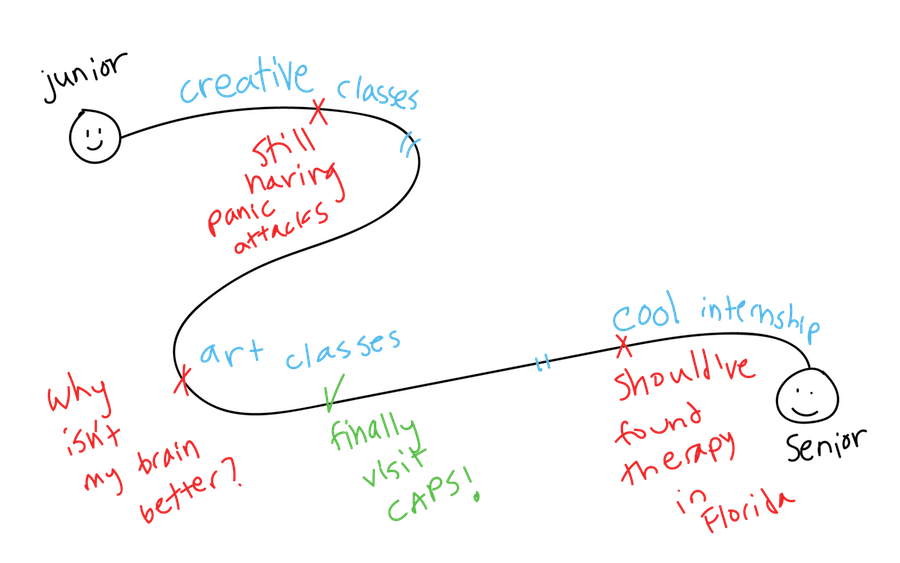 junior
creative classes
still
having
panic
attacks
art classes
why
isn't
my brain
better?
finally
visit
CAPS!
cool internship
should've
found
therapy
in
Florida
Senior